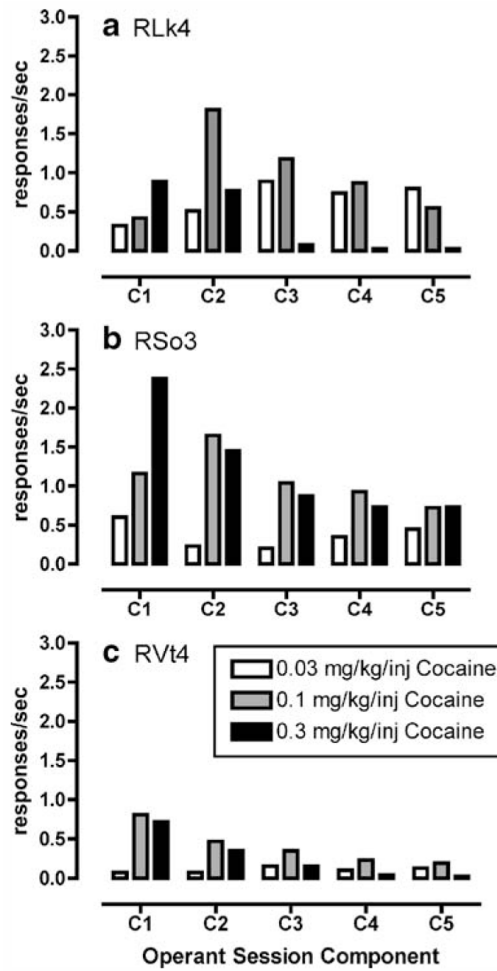 a RLk4
3.0
2.5
2.0
1.5
1.0
0.5
0.0
responses/sec
C1 C2 C3 C4 C5
b RSo3
3.0
2.5
2.0
1.5
1.0
0.5
0.0
responses/sec
C1 C2 C3 C4 C5
c RVt4
3.0
2.5
2.0
1.5
1.0
0.5
0.0
responses/sec
0.03 mg/kg/inj Cocaine
0.1 mg/kg/inj Cocaine
0.3 mg/kg/inj Cocaine
C1 C2 C3 C4 C5
Operant Session Component